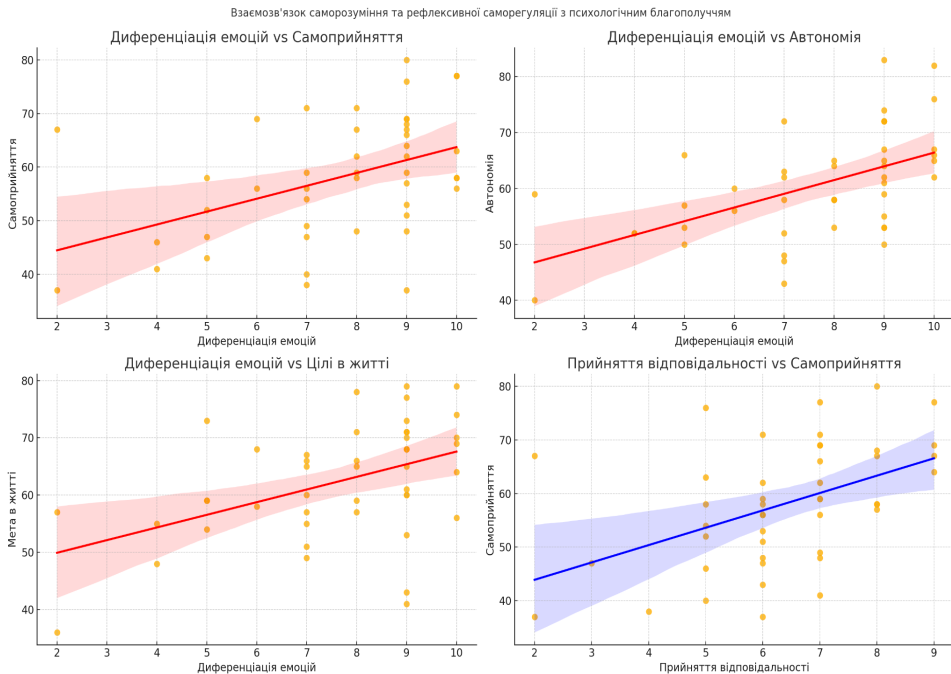 Взаємозв'язок саморозуміння та рефлексивної саморегуляції з психологічним благополуччям
Диференціація емоцій vs Самоприйняття
Самоприйняття
80
70
60
50
40
2 3 4 5 6 7 8 9 10
Диференціація емоцій
Диференціація емоцій vs Автономія
Автономія
80
70
60
50
40
2 3 4 5 6 7 8 9 10
Диференціація емоцій
Диференціація емоцій vs Цілі в житті
Мета в житті
80
70
60
50
40
2 3 4 5 6 7 8 9 10
Диференціація емоцій
Прийняття відповідальності vs Самоприйняття
Самоприйняття
80
70
60
50
40
2 3 4 5 6 7 8 9
Прийняття відповідальності